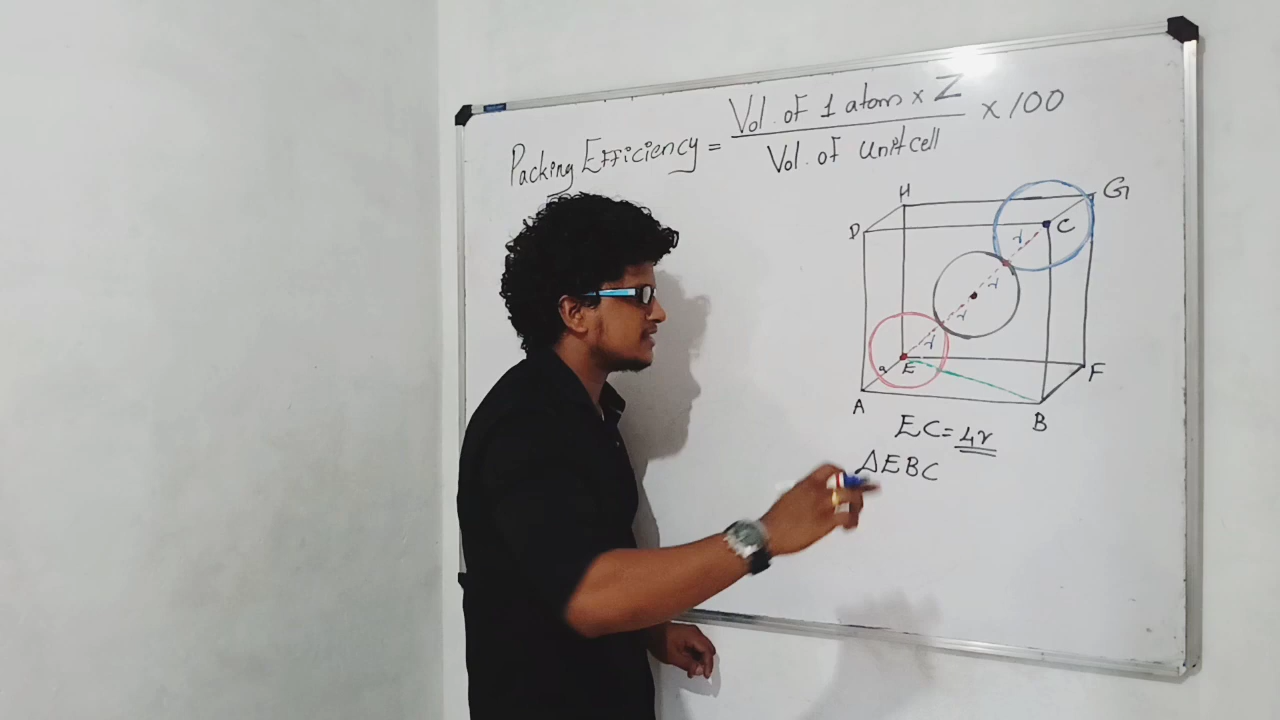 Packing Efficiency = Vol. of 1 atom x Z
Vol. of unit cell
x 100
H
G
D
C
r
r
r
r
a
E
F
A
B
EC = 4r
ΔEBC